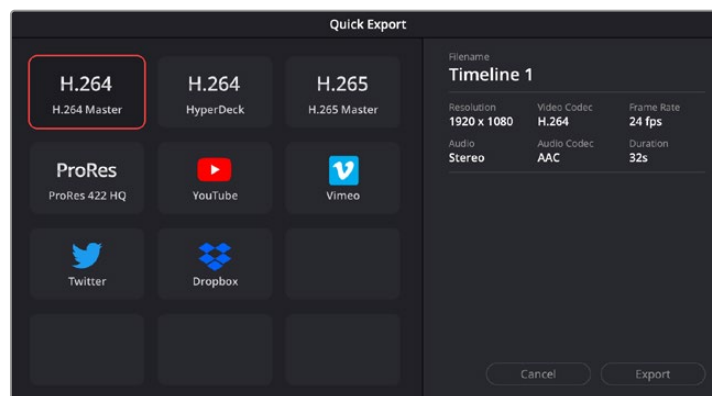 Quick Export
H.264
H.264 Master
H.264
HyperDeck
H.265
H.265 Master
ProRes
ProRes 422 HQ
YouTube
Vimeo
Twitter
Dropbox
Filename
Timeline 1
Resolution Video Codec Frame Rate
1920 x 1080 H.264 24 fps
Audio Audio Codec Duration
Stereo AAC 32s
Cancel Export